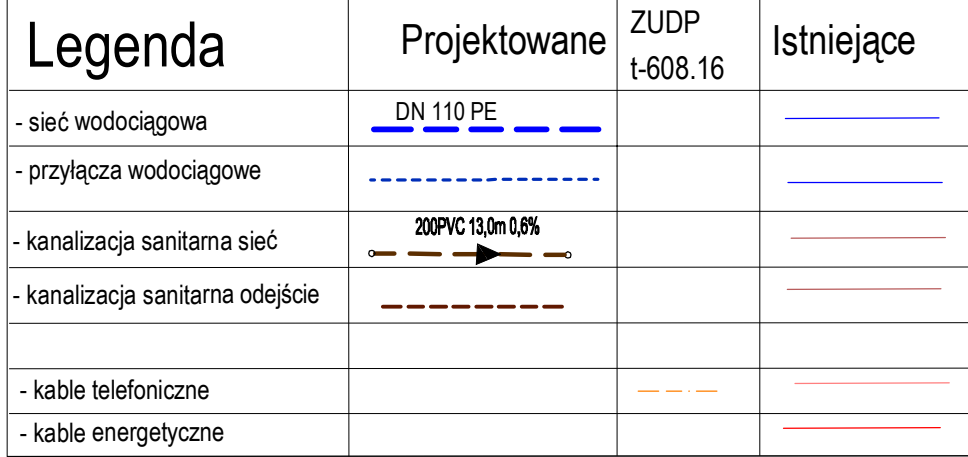 Legenda
Projektowane
ZUDP
t-608.16
Istniejące
- sieć wodociągowa
DN 110 PE
- przyłącza wodociągowe
- kanalizacja sanitarna sieć
200PVC 13,0m 0,6%
- kanalizacja sanitarna odejście
- kable telefoniczne
- kable energetyczne